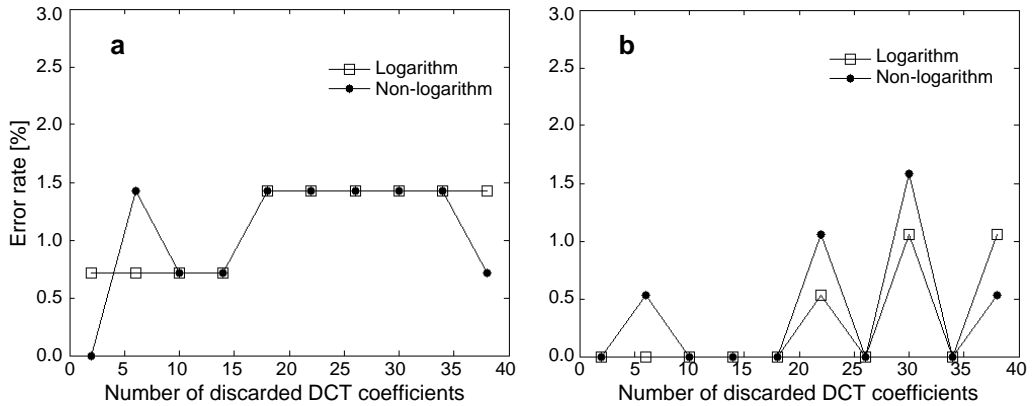 a
Logarithm
Non-logarithm
Error rate [%]
3.0
2.5
2.0
1.5
1.0
0.5
0.0
0 5 10 15 20 25 30 35 40
Number of discarded DCT coefficients
b
Logarithm
Non-logarithm
3.0
2.5
2.0
1.5
1.0
0.5
0.0
0 5 10 15 20 25 30 35 40
Number of discarded DCT coefficients